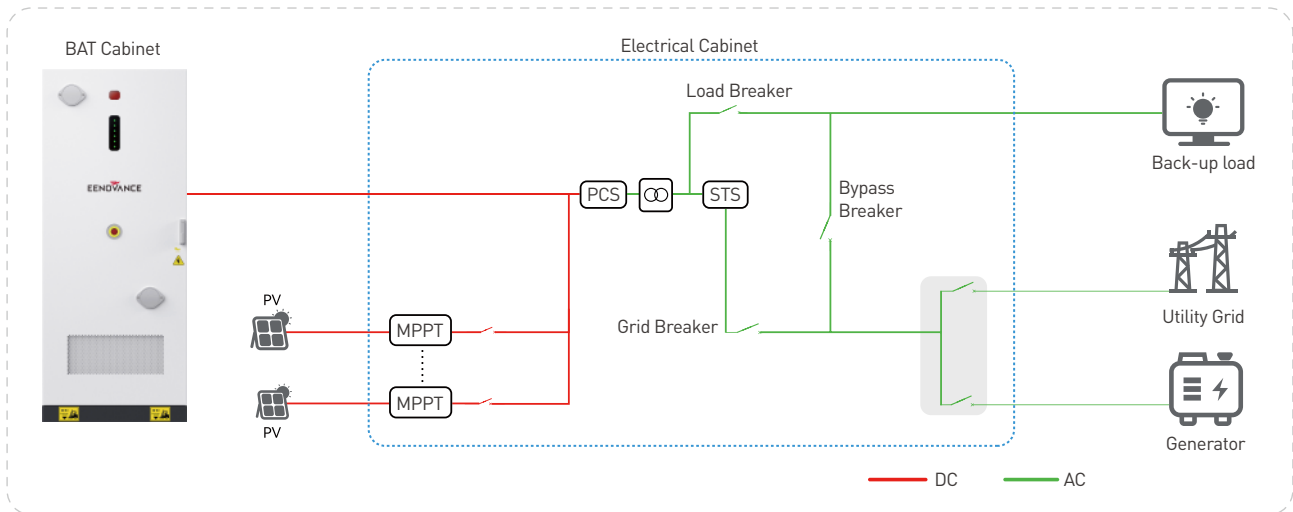 BAT Cabinet
Electrical Cabinet
Load Breaker
Back-up load
EENOVANCE
PCS
STS
Bypass
Breaker
PV
MPPT
Grid Breaker
Utility Grid
MPPT
PV
Generator
DC
AC